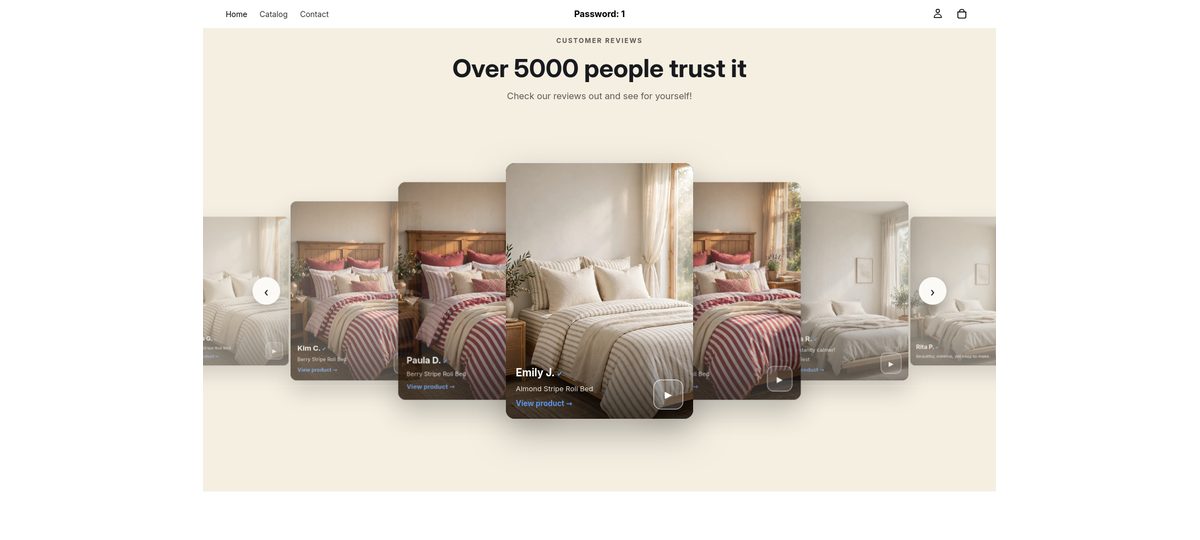 Home Catalog Contact
Password: 1
CUSTOMER REVIEWS
Over 5000 people trust it
Check our reviews out and see for yourself!
Kim C.
Berry Stripe Roll Bed
View product →
Paula D.
Berry Stripe Roll Bed
View product →
Emily J. ✓
Almond Stripe Roll Bed
View product →
Rita P.